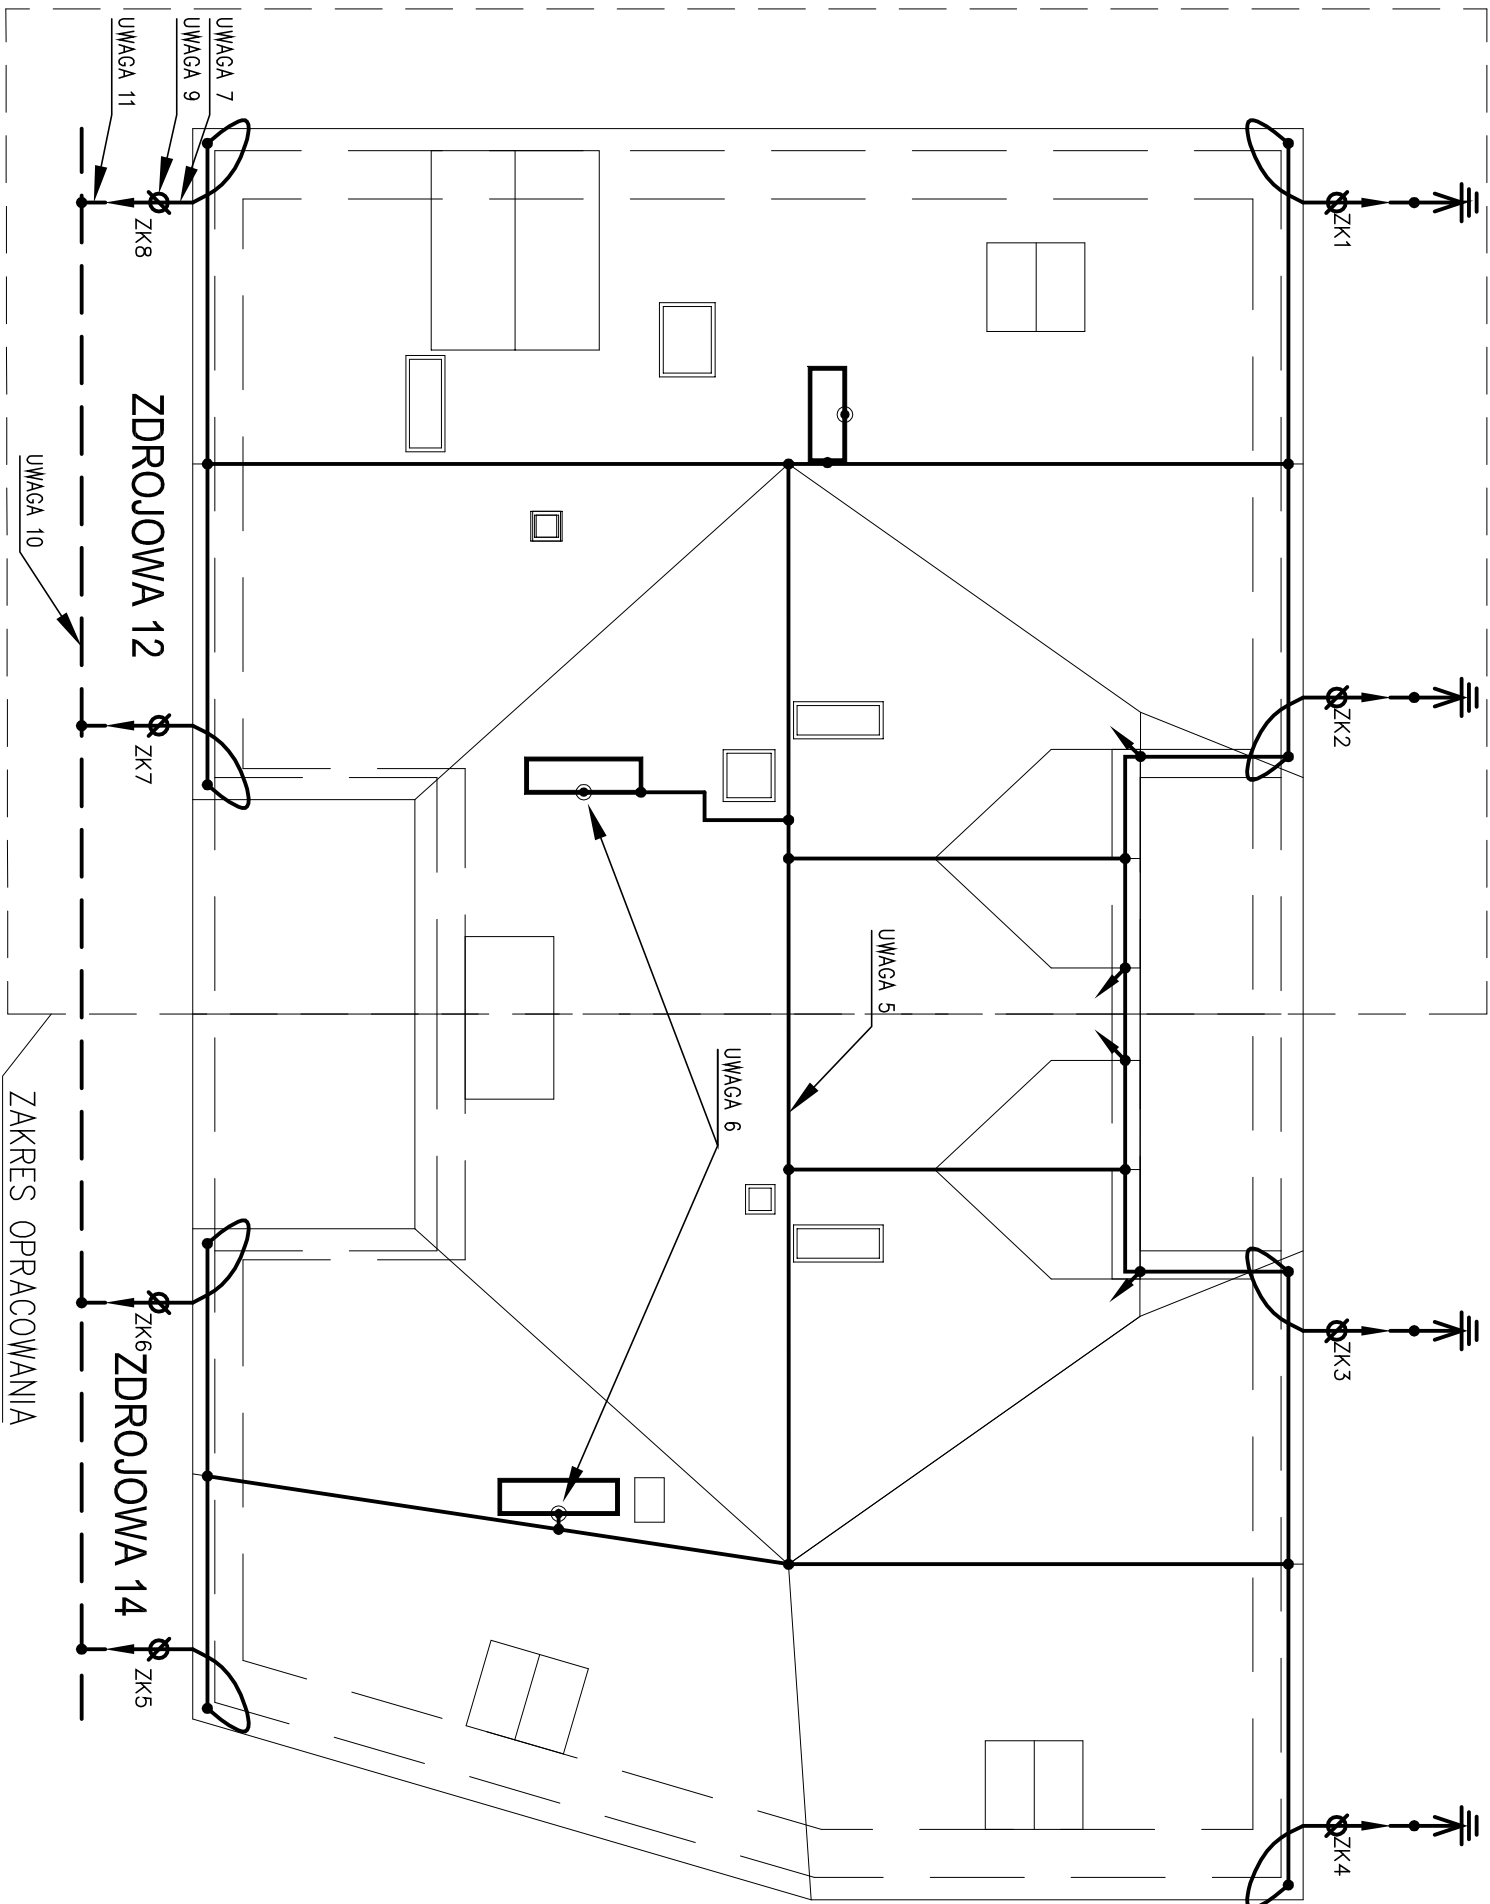 UWAGA 7
UWAGA 9
UWAGA 11
ZK8
ZK1
ZDROJOWA 12
UWAGA 10
ZK7
ZK2
UWAGA 5
UWAGA 6
ZAKRES OPRACOWANIA
ZK6
ZK3
ZDROJOWA 14
ZK5
ZK4